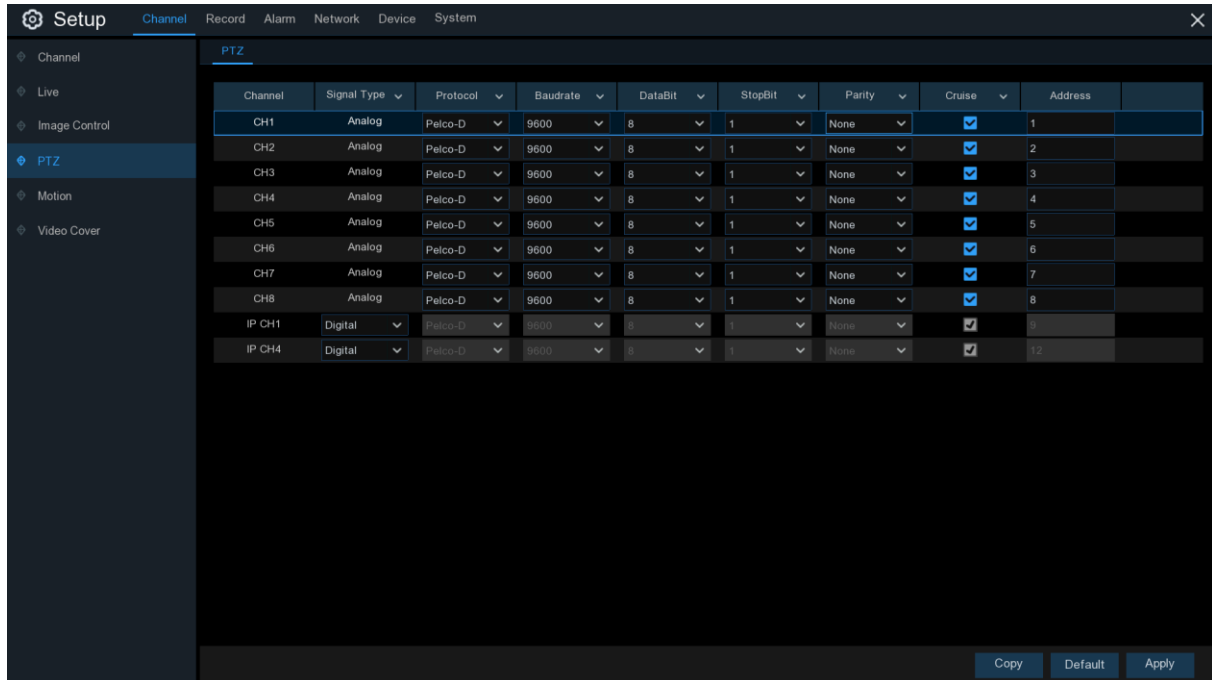 Setup Channel Record Alarm Network Device System
Channel
Live
Image Control
PTZ
Motion
Video Cover
PTZ
Channel Signal Type Protocol Baudrate DataBit StopBit Parity Cruise Address
CH1 Analog Pelco-D 9600 8 1 None 1
CH2 Analog Pelco-D 9600 8 1 None 2
CH3 Analog Pelco-D 9600 8 1 None 3
CH4 Analog Pelco-D 9600 8 1 None 4
CH5 Analog Pelco-D 9600 8 1 None 5
CH6 Analog Pelco-D 9600 8 1 None 6
CH7 Analog Pelco-D 9600 8 1 None 7
CH8 Analog Pelco-D 9600 8 1 None 8
IP CH1 Digital Pelco-D 9600 8 1 None 9
IP CH4 Digital Pelco-D 9600 8 1 None 12
Copy Default Apply